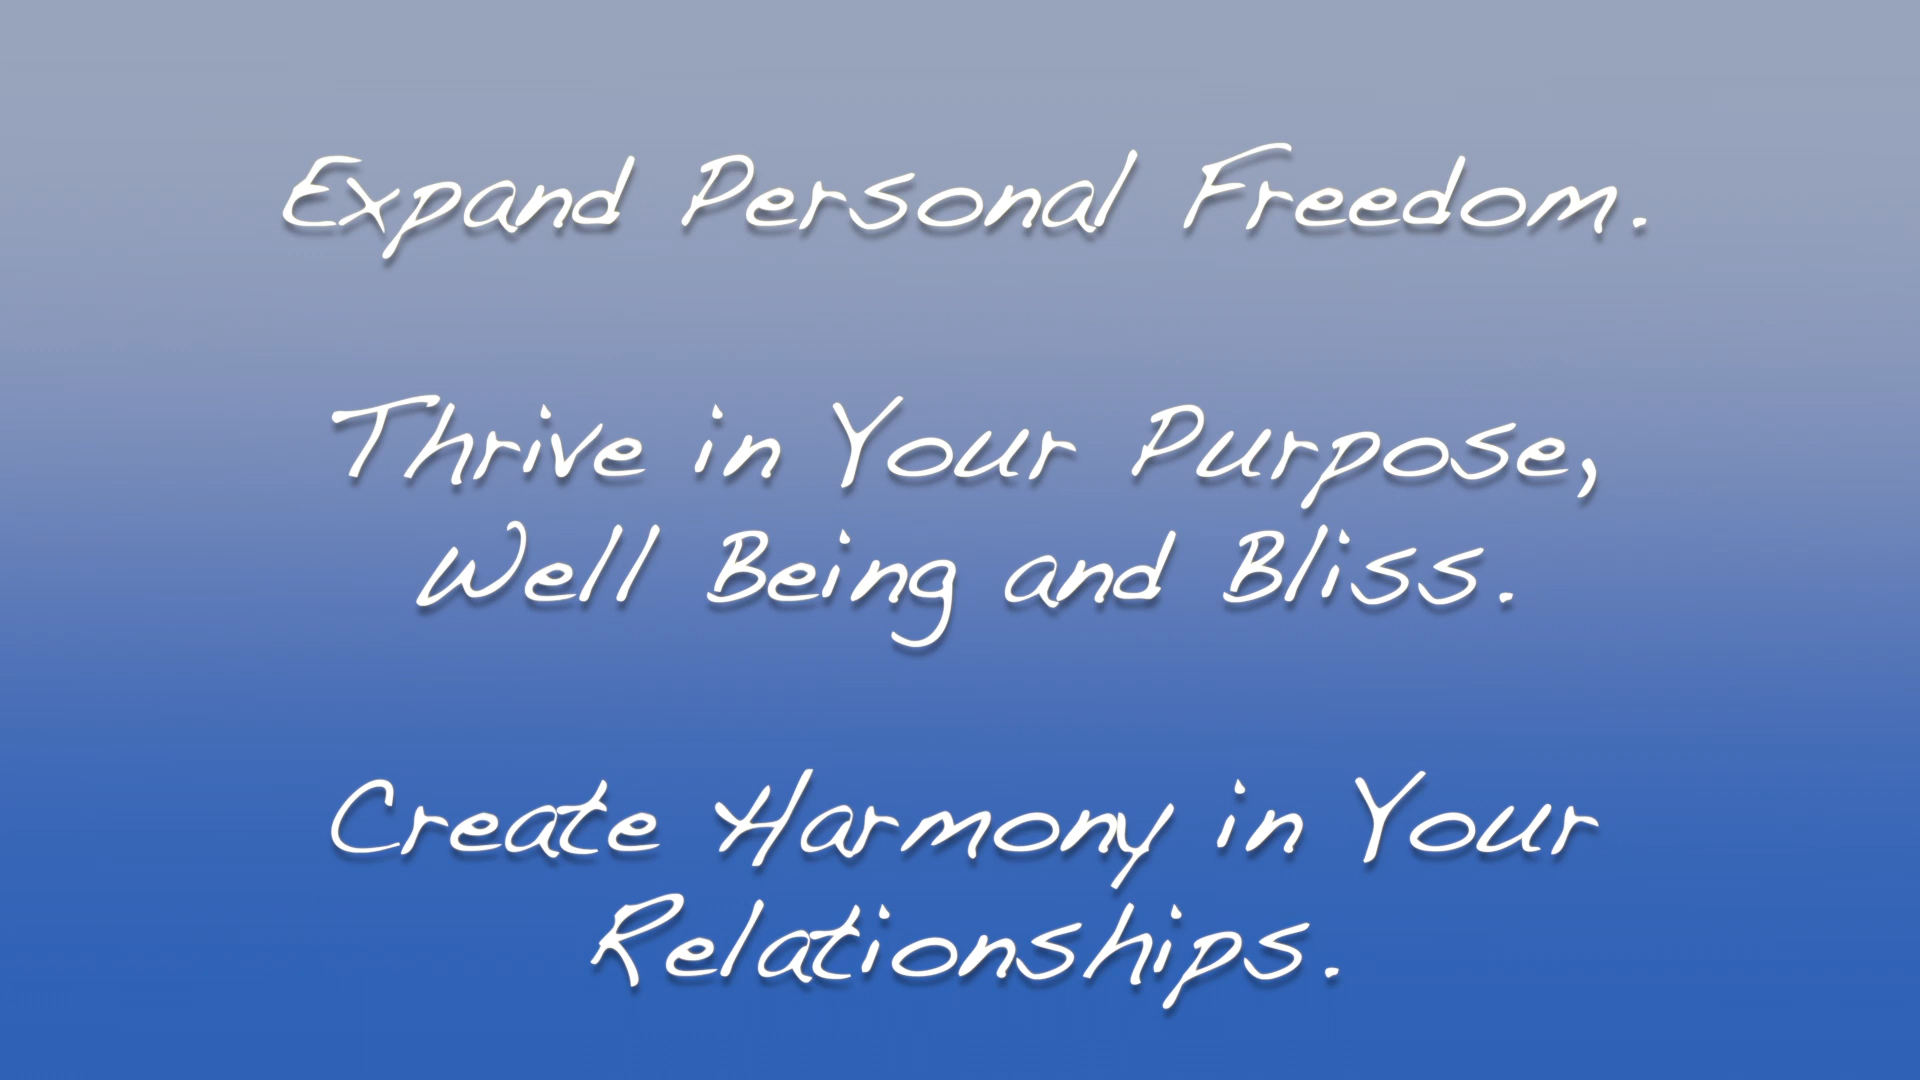 Expand Personal Freedom.
Thrive in Your Purpose,
Well Being and Bliss.
Create Harmony in Your
Relationships.